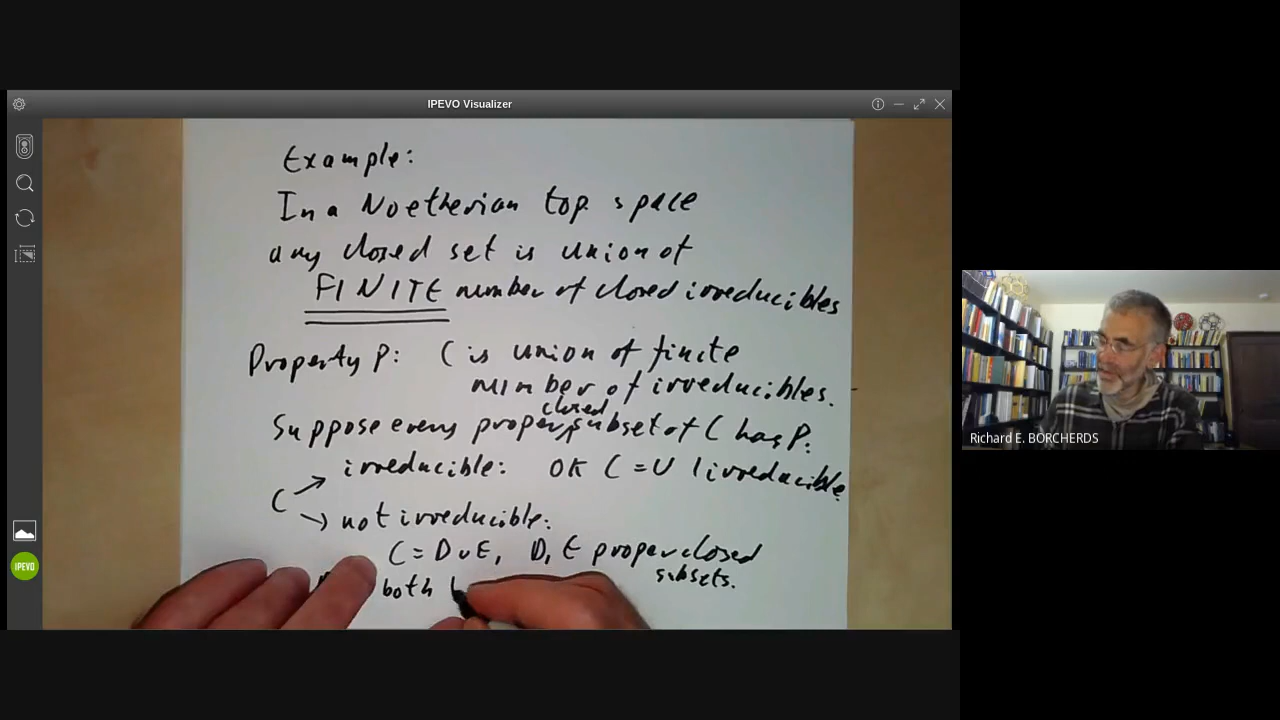 IPEVO Visualizer
Example:
In a Noetherian top. space
any closed set is union of
FINITE number of closed irreducibles
Property P: C is union of finite
number of irreducibles.
closed
Suppose every proper subset of C has P.
irreducible: OK C = U 1 irreducible.
C
not irreducible:
C = D ∪ E, D, E proper closed
subsets.
both
Richard E. BORCHERDS
IPEVO